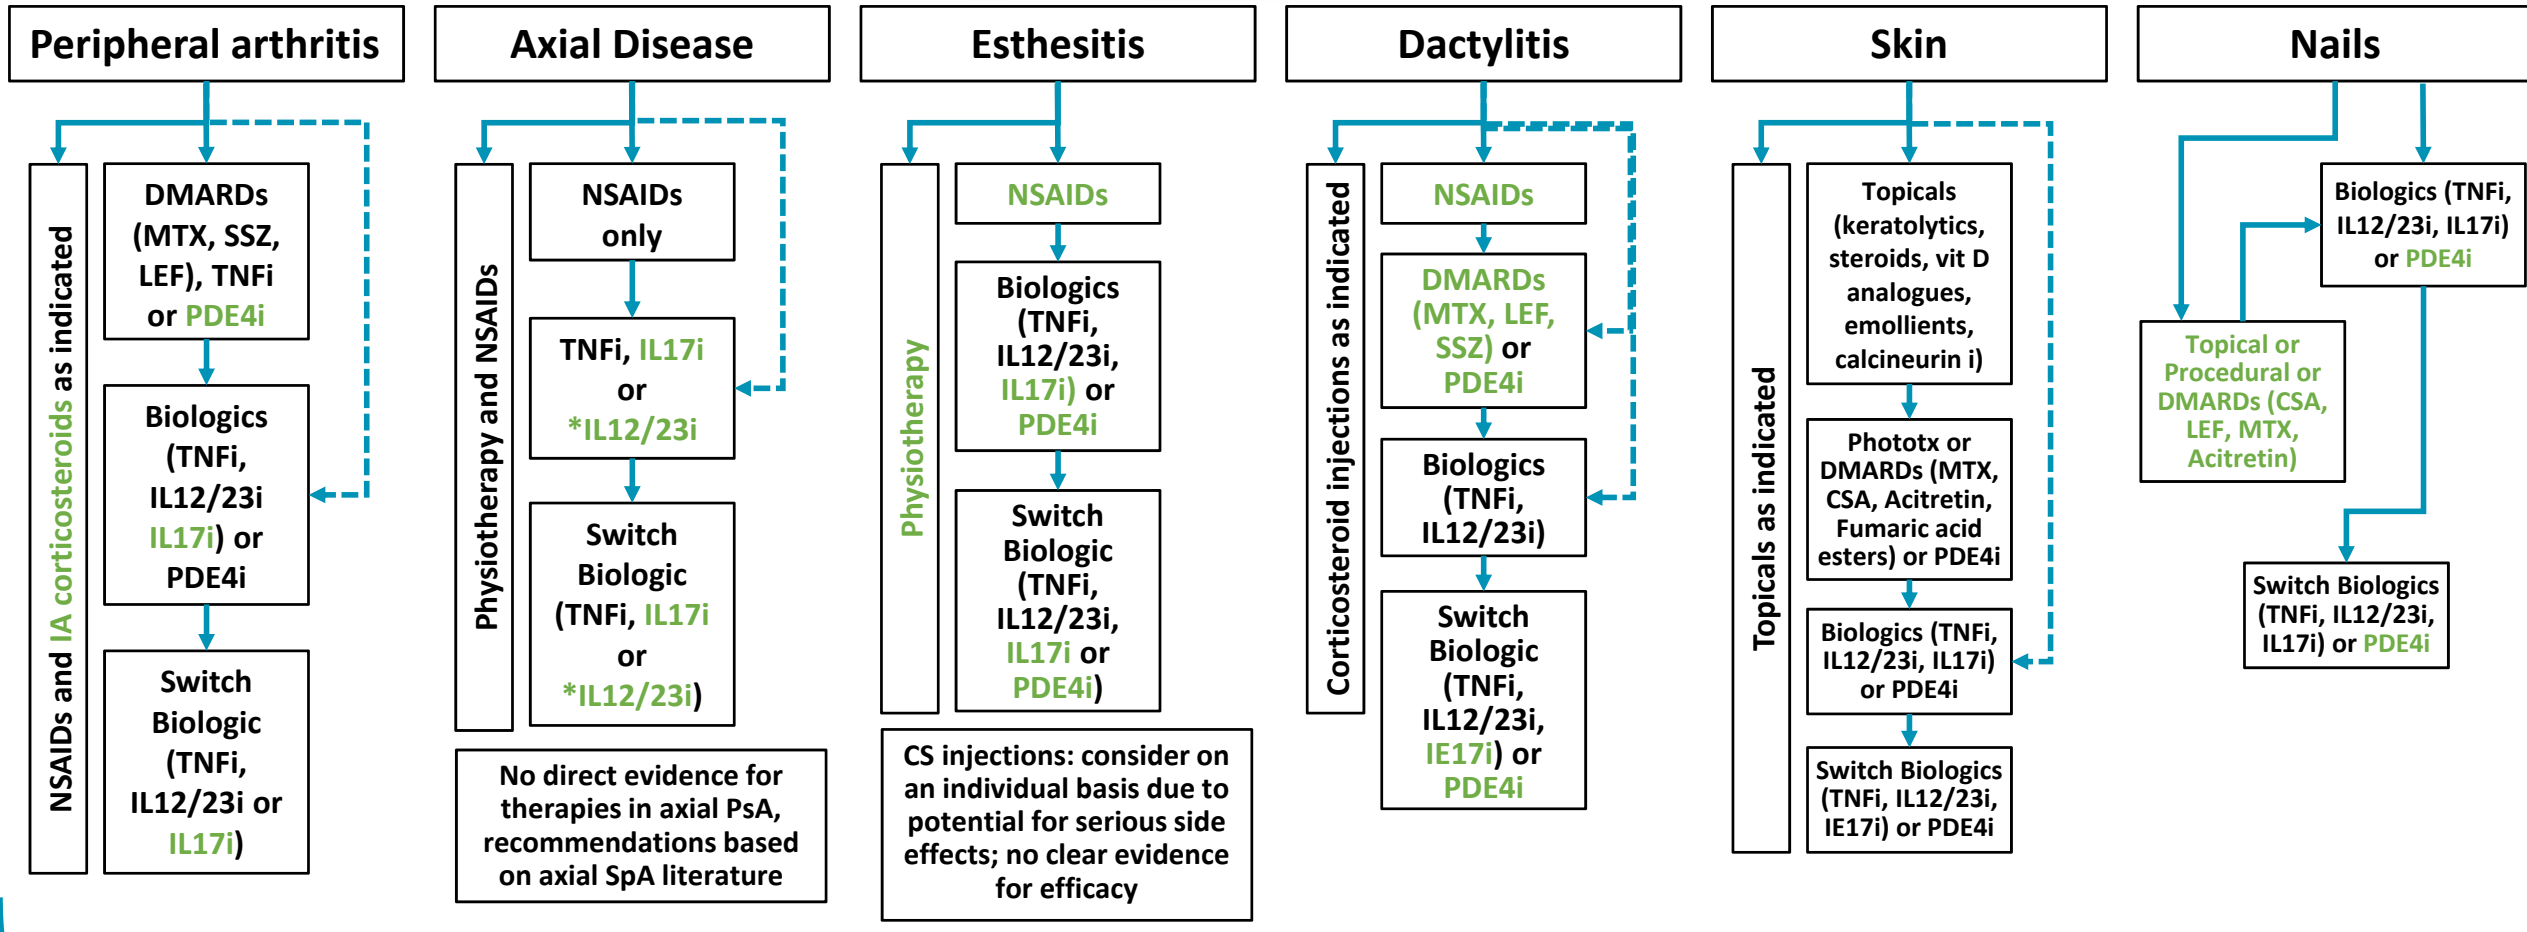 Peripheral arthritis
NSAIDs and IA corticosteroids as indicated
DMARDs
(MTX, SSZ,
LEF), TNFi
or PDE4i
Biologics
(TNFi,
IL12/23i
IL17i) or
PDE4i
Switch
Biologic
(TNFi,
IL12/23i or
IL17i)
Axial Disease
Physiotherapy and NSAIDs
NSAIDs
only
TNFi, IL17i
or
*IL12/23i
Switch
Biologic
(TNFi, IL17i
or
*IL12/23i)
No direct evidence for
therapies in axial PsA,
recommendations based
on axial SpA literature
Esthesitis
Physiotherapy
NSAIDs
Biologics
(TNFi,
IL12/23i,
IL17i) or
PDE4i
Switch
Biologic
(TNFi,
IL12/23i,
IL17i or
PDE4i)
CS injections: consider on
an individual basis due to
potential for serious side
effects; no clear evidence
for efficacy
Dactylitis
Corticosteroid injections as indicated
NSAIDs
DMARDs
(MTX, LEF,
SSZ) or
PDE4i
Biologics
(TNFi,
IL12/23i)
Switch
Biologic
(TNFi,
IL12/23i,
IE17i) or
PDE4i
Skin
Topicals as indicated
Topicals
(keratolytics,
steroids, vit D
analogues,
emollients,
calcineurin i)
Phototx or
DMARDs (MTX,
CSA, Acitretin,
Fumaric acid
esters) or PDE4i
Biologics (TNFi,
IL12/23i, IL17i)
or PDE4i
Switch Biologics
(TNFi, IL12/23i,
IE17i) or PDE4i
Nails
Biologics (TNFi,
IL12/23i, IL17i)
or PDE4i
Topical or
Procedural or
DMARDs (CSA,
LEF, MTX,
Acitretin)
Switch Biologics
(TNFi, IL12/23i,
IL17i) or PDE4i